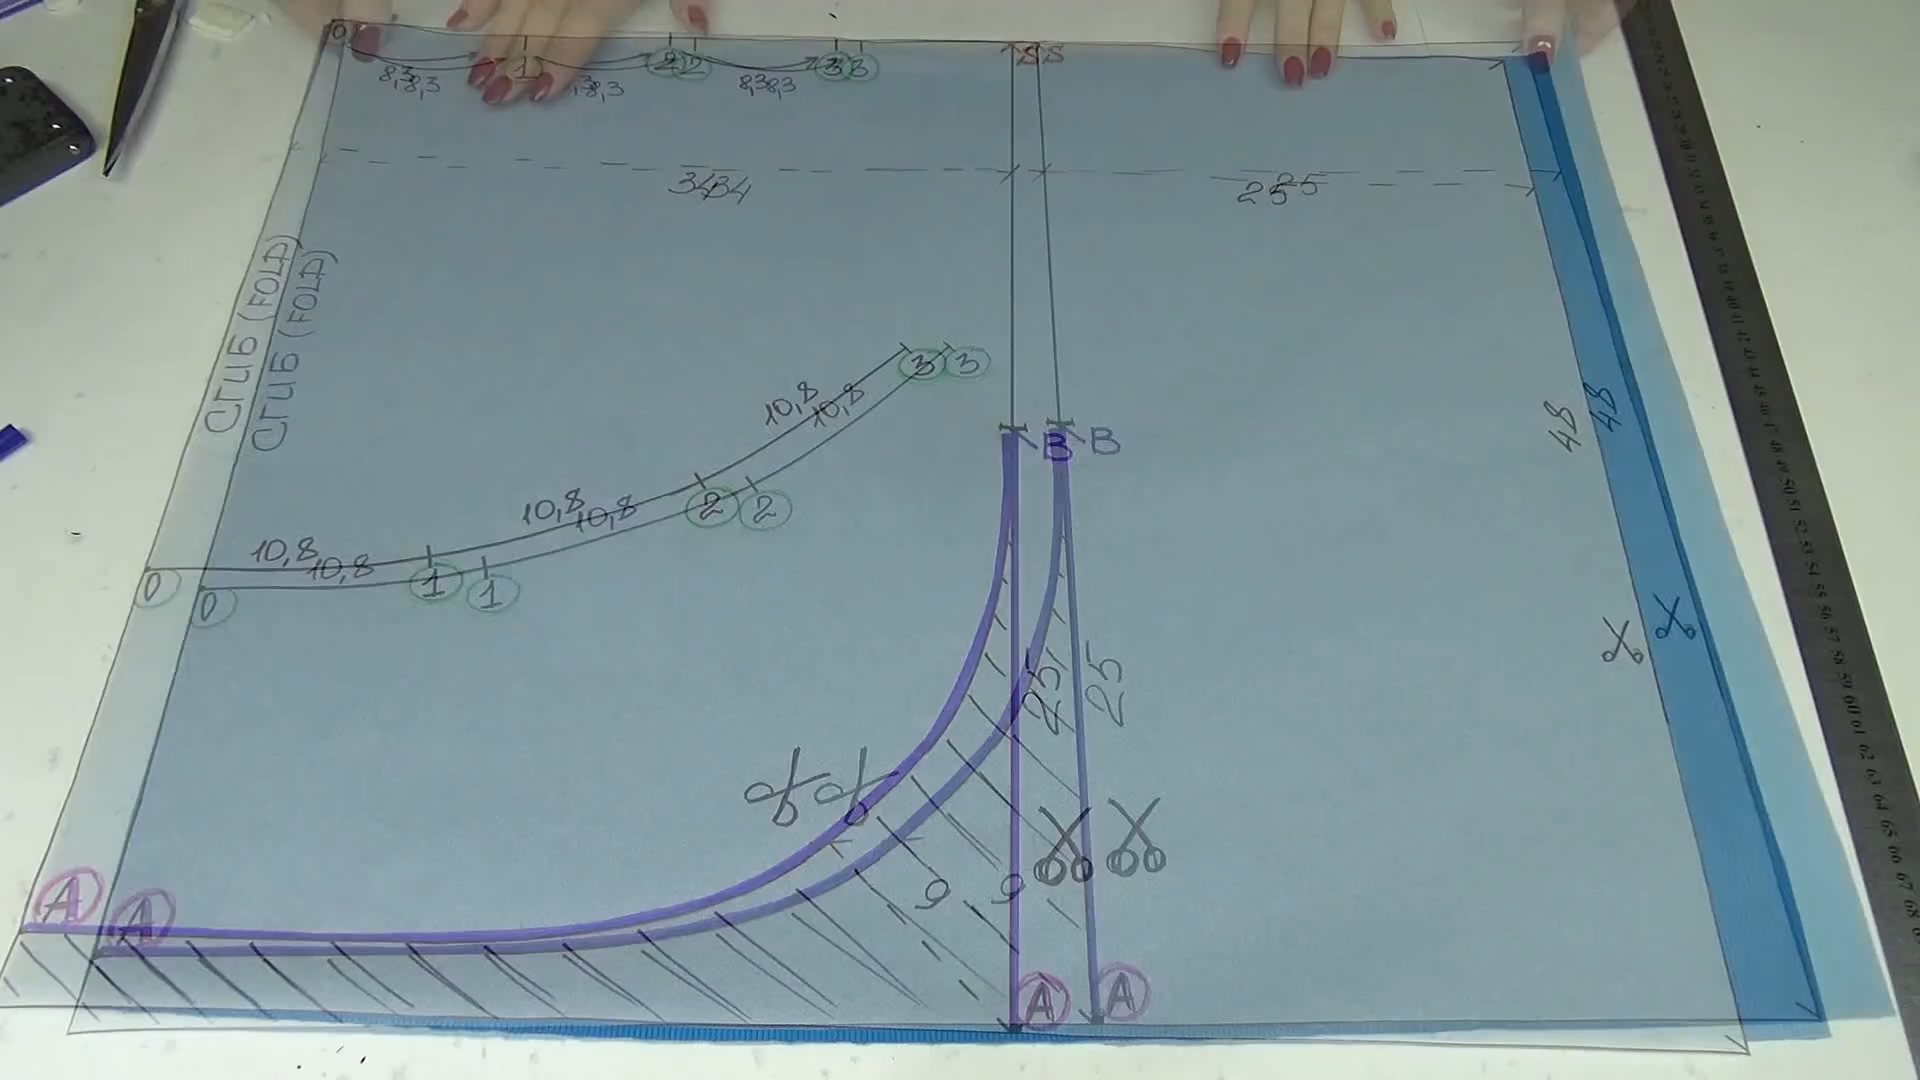 0 1 2 2 3 3 S S
8,3 8,3 8,3 8,3 8,3 8,3
34 34 25 25
СГИБ (FOLD)
СГИБ (FOLD)
48 48
3 3
10,8 10,8
B B
10,8 10,8
2 2
10,8 10,8
0 0 1 1
25 25
9 9
A A
A A